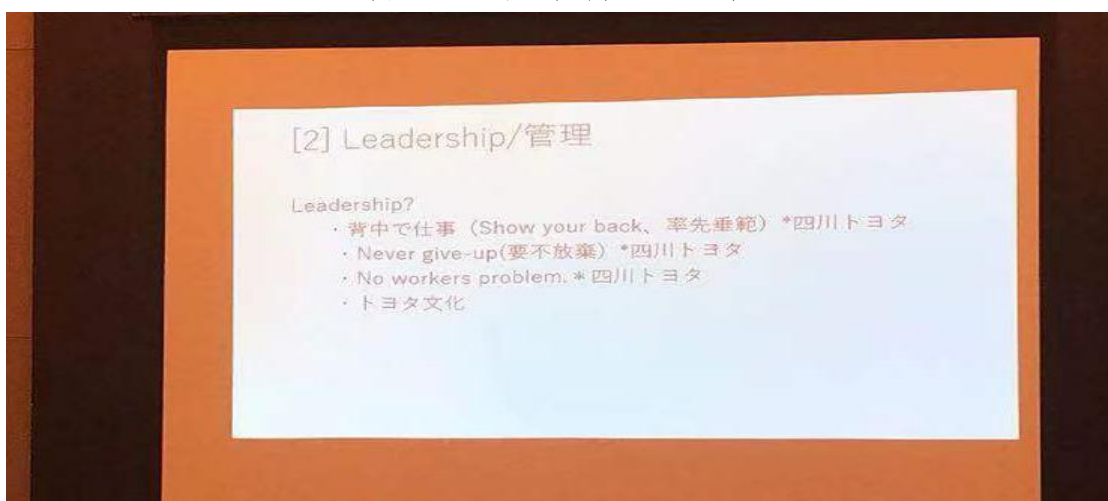 [2] Leadership/管理
Leadership?
・背中で仕事（Show your back、率先垂範）*四川トヨタ
・Never give-up(要不放棄）*四川トヨタ
・No workers problem.＊四川トヨタ
・トヨタ文化